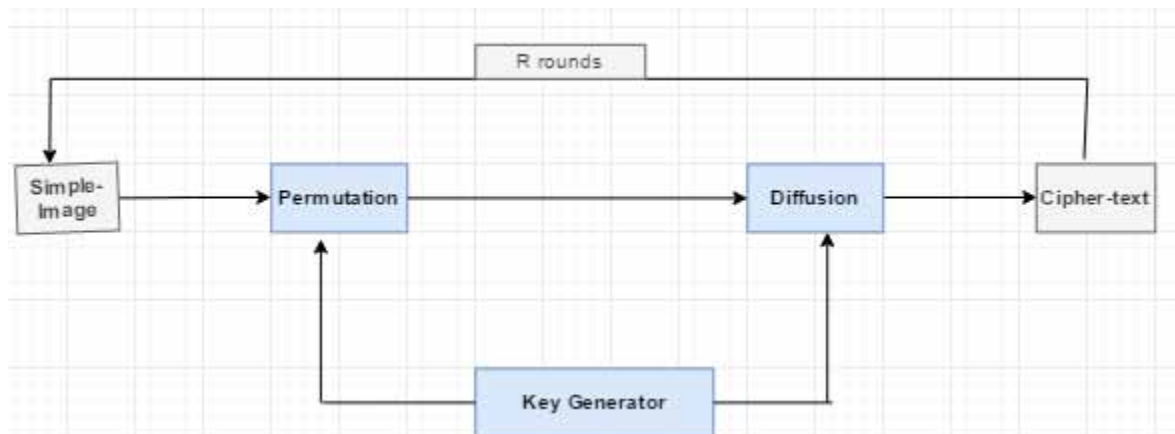 R rounds
Simple-
Image
Permutation
Diffusion
Cipher-text
Key Generator